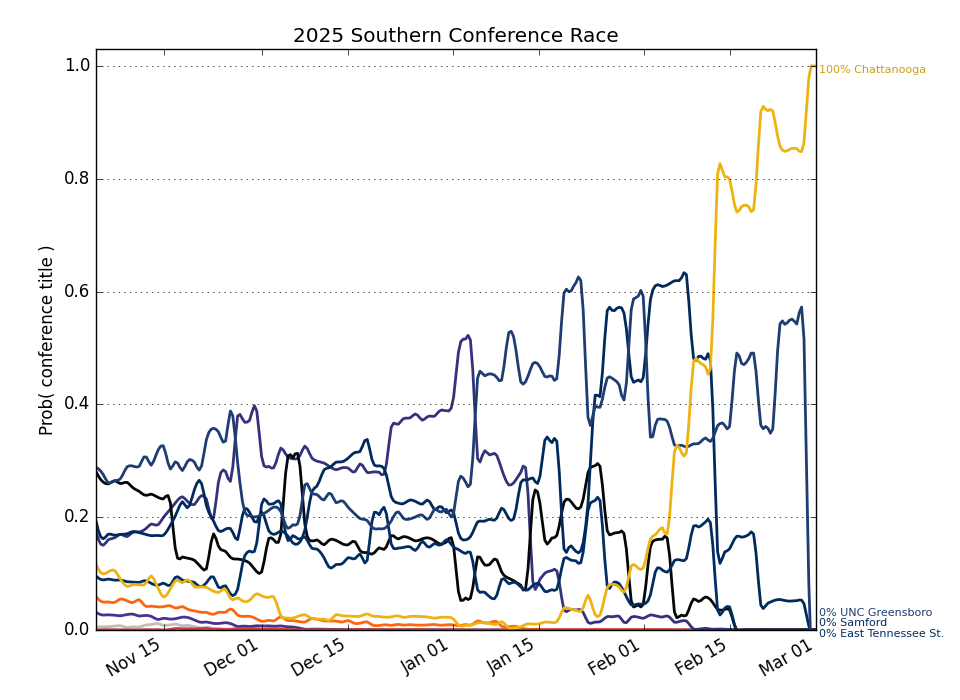 2025 Southern Conference Race
Prob( conference title )
1.0
0.8
0.6
0.4
0.2
0.0
Nov 15
Dec 01
Dec 15
Jan 01
Jan 15
Feb 01
Feb 15
Mar 01
100% Chattanooga
0% UNC Greensboro
0% Samford
0% East Tennessee St.